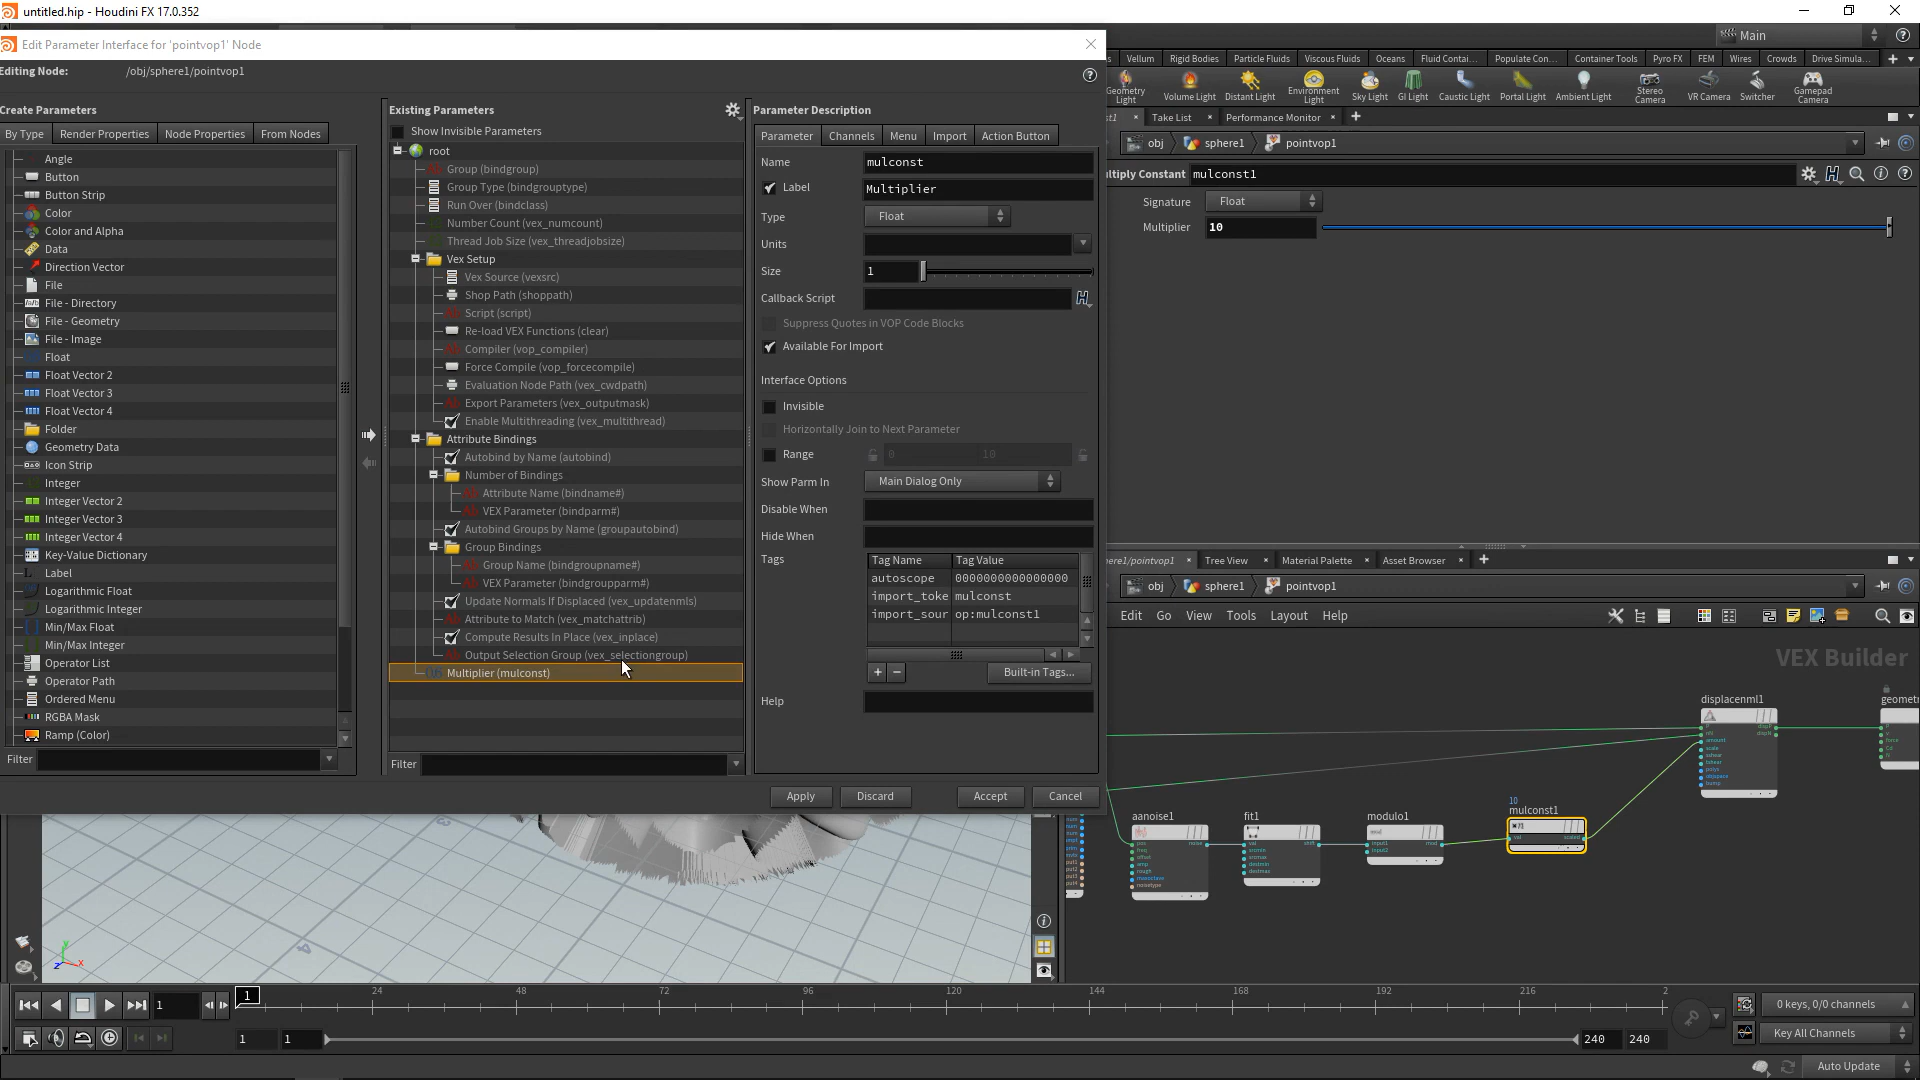 untitled.hip - Houdini FX 17.0.352
Edit Parameter Interface for 'pointvop1' Node
Main
Editing Node: /obj/sphere1/pointvop1
Vellum Rigid Bodies Particle Fluids Viscous Fluids Oceans Fluid Contai... Populate Con... Container Tools Pyro FX FEM Wires Crowds Drive Simula...
Geometry Light
Volume Light
Distant Light
Environment Light
Sky Light
GI Light
Caustic Light
Portal Light
Ambient Light
Stereo Camera
VR Camera
Switcher
Gamepad Camera
Take List
Performance Monitor
obj sphere1 pointvop1
Create Parameters
By Type Render Properties Node Properties From Nodes
Angle
Button
Button Strip
Color
Color and Alpha
Data
Direction Vector
File
File - Directory
File - Geometry
File - Image
Float
Float Vector 2
Float Vector 3
Float Vector 4
Folder
Geometry Data
Icon Strip
Integer
Integer Vector 2
Integer Vector 3
Integer Vector 4
Key-Value Dictionary
Label
Logarithmic Float
Logarithmic Integer
Min/Max Float
Min/Max Integer
Operator List
Operator Path
Ordered Menu
RGBA Mask
Ramp (Color)
Filter
Existing Parameters
Show Invisible Parameters
root
Group (bindgroup)
Group Type (bindgrouptype)
Run Over (bindclass)
Number Count (vex_numcount)
Thread Job Size (vex_threadjobsize)
Vex Setup
Vex Source (vexsrc)
Shop Path (shoppath)
Script (script)
Re-load VEX Functions (clear)
Compiler (vop_compiler)
Force Compile (vop_forcecompile)
Evaluation Node Path (vex_cwdpath)
Export Parameters (vex_outputmask)
Enable Multithreading (vex_multithread)
Attribute Bindings
Autobind by Name (autobind)
Number of Bindings
Attribute Name (bindname#)
VEX Parameter (bindparm#)
Autobind Groups by Name (groupautobind)
Group Bindings
Group Name (bindgroupname#)
VEX Parameter (bindgroupparm#)
Update Normals If Displaced (vex_updatenmls)
Attribute to Match (vex_matchattrib)
Compute Results In Place (vex_inplace)
Output Selection Group (vex_selectiongroup)
Multiplier (mulconst)
Filter
Parameter Description
Parameter Channels Menu Import Action Button
Name mulconst
Label Multiplier
Type Float
Units
Size 1
Callback Script
Suppress Quotes in VOP Code Blocks
Available For Import
Interface Options
Invisible
Horizontally Join to Next Parameter
Range 0 10
Show Parm In Main Dialog Only
Disable When
Hide When
Tags
Tag Name Tag Value
autoscope 0000000000000000
import_toke mulconst
import_sour op:mulconst1
+ − Built-in Tags...
Help
Apply Discard Accept Cancel
tiply Constant mulconst1
Signature Float
Multiplier 10
here1/pointvop1 Tree View Material Palette Asset Browser
obj sphere1 pointvop1
Edit Go View Tools Layout Help
VEX Builder
displacenml1
geomet
aanoise1
fit1
modulo1
10
mulconst1
1 1 24 48 72 96 120 144 168 192 216 2
0 keys, 0/0 channels
1 1 240 240
Key All Channels
Auto Update